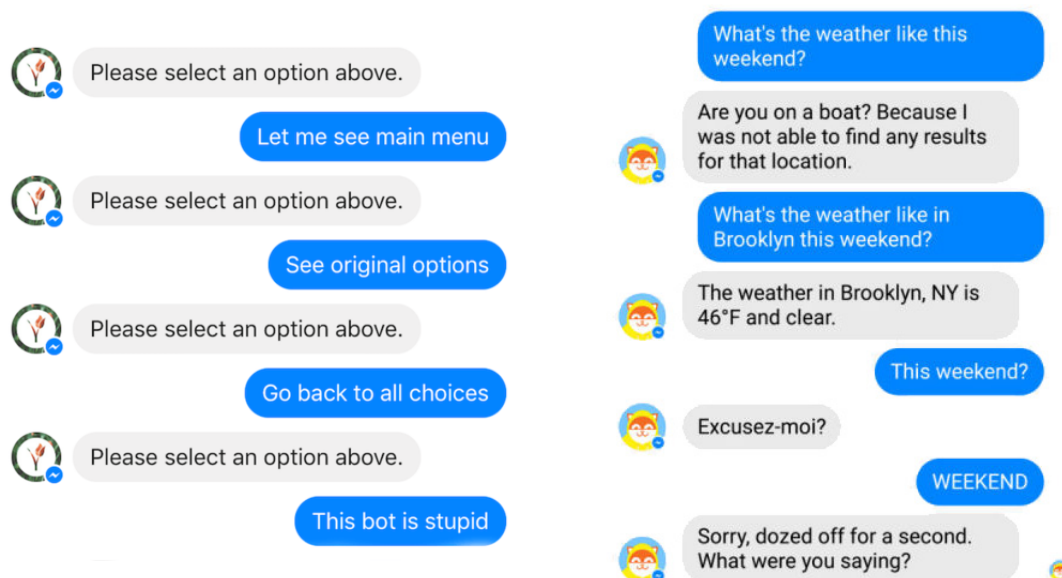 Please select an option above.
Let me see main menu
Please select an option above.
See original options
Please select an option above.
Go back to all choices
Please select an option above.
This bot is stupid
What's the weather like this
weekend?
Are you on a boat? Because I
was not able to find any results
for that location.
What's the weather like in
Brooklyn this weekend?
The weather in Brooklyn, NY is
46°F and clear.
This weekend?
Excusez-moi?
WEEKEND
Sorry, dozed off for a second.
What were you saying?